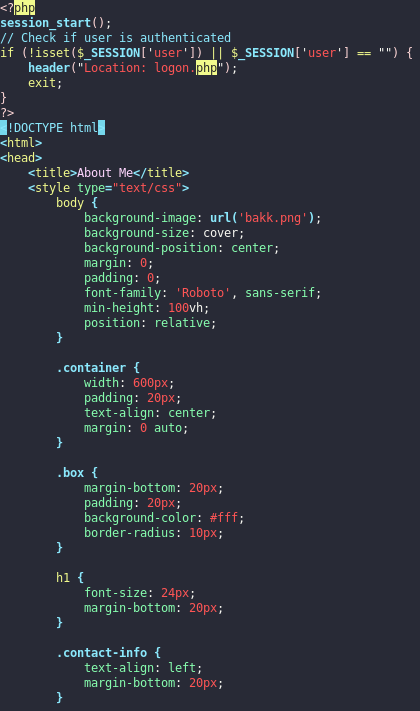 <?php
session_start();
// Check if user is authenticated
if (!isset($_SESSION['user']) || $_SESSION['user'] == "") {
    header("Location: logon.php");
    exit;
}
?>
<!DOCTYPE html>
<html>
<head>
    <title>About Me</title>
    <style type="text/css">
        body {
            background-image: url('bakk.png');
            background-size: cover;
            background-position: center;
            margin: 0;
            padding: 0;
            font-family: 'Roboto', sans-serif;
            min-height: 100vh;
            position: relative;
        }

        .container {
            width: 600px;
            padding: 20px;
            text-align: center;
            margin: 0 auto;
        }

        .box {
            margin-bottom: 20px;
            padding: 20px;
            background-color: #fff;
            border-radius: 10px;
        }

        h1 {
            font-size: 24px;
            margin-bottom: 20px;
        }

        .contact-info {
            text-align: left;
            margin-bottom: 20px;
        }